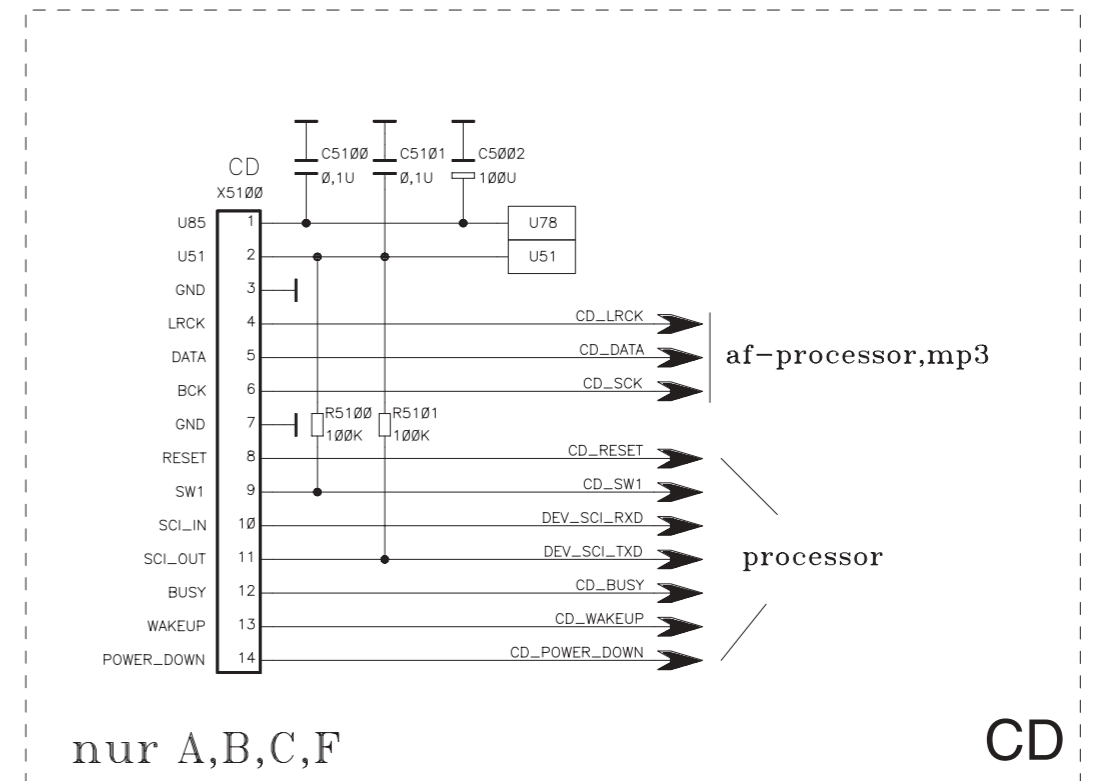 C5100
0,1U
C5101
0,1U
C5002
100U
CD
X5100
U85 1 U78
U51 2 U51
GND 3
LRCK 4 CD_LRCK
DATA 5 CD_DATA
af-processor,mp3
BCK 6 CD_SCK
GND 7
R5100
100K
R5101
100K
RESET 8 CD_RESET
SW1 9 CD_SW1
SCI_IN 10 DEV_SCI_RXD
SCI_OUT 11 DEV_SCI_TXD
processor
BUSY 12 CD_BUSY
WAKEUP 13 CD_WAKEUP
POWER_DOWN 14 CD_POWER_DOWN
nur A,B,C,F
CD